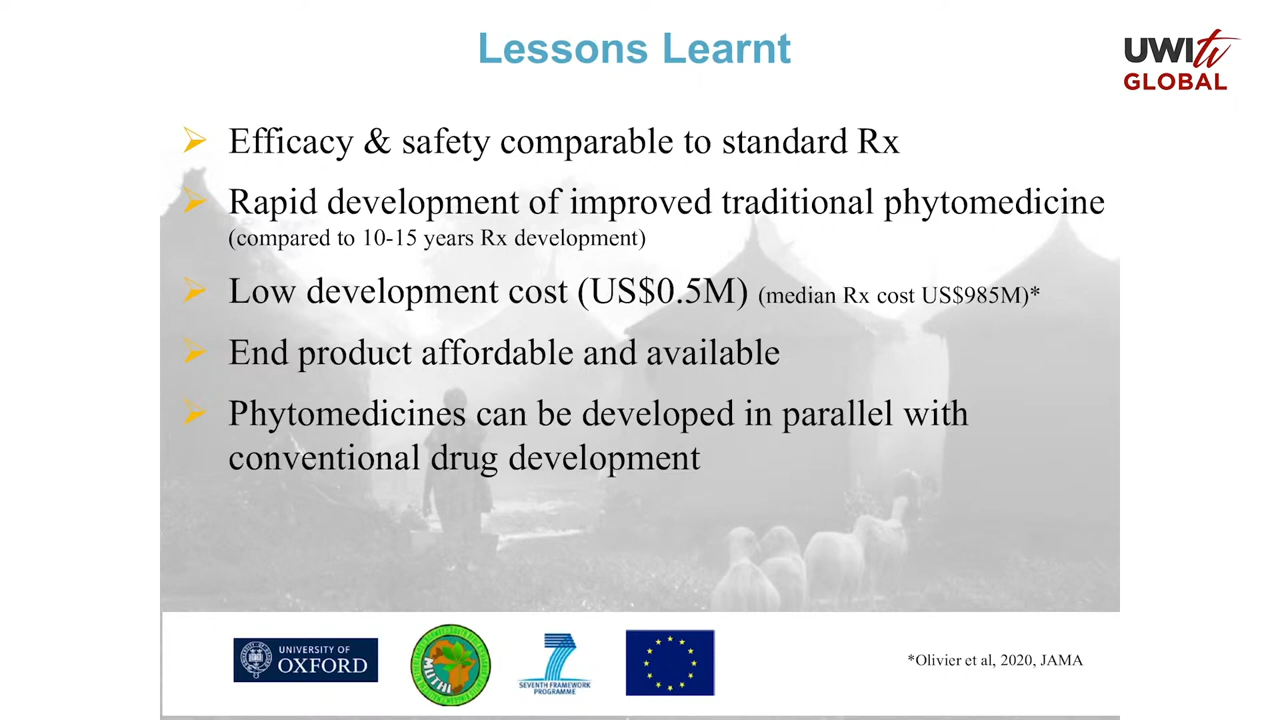 Lessons Learnt
UWItv
GLOBAL
Efficacy & safety comparable to standard Rx
Rapid development of improved traditional phytomedicine
(compared to 10-15 years Rx development)
Low development cost (US$0.5M) (median Rx cost US$985M)*
End product affordable and available
Phytomedicines can be developed in parallel with
conventional drug development
UNIVERSITY OF
OXFORD
MUTHI
SEVENTH FRAMEWORK
PROGRAMME
*Olivier et al, 2020, JAMA